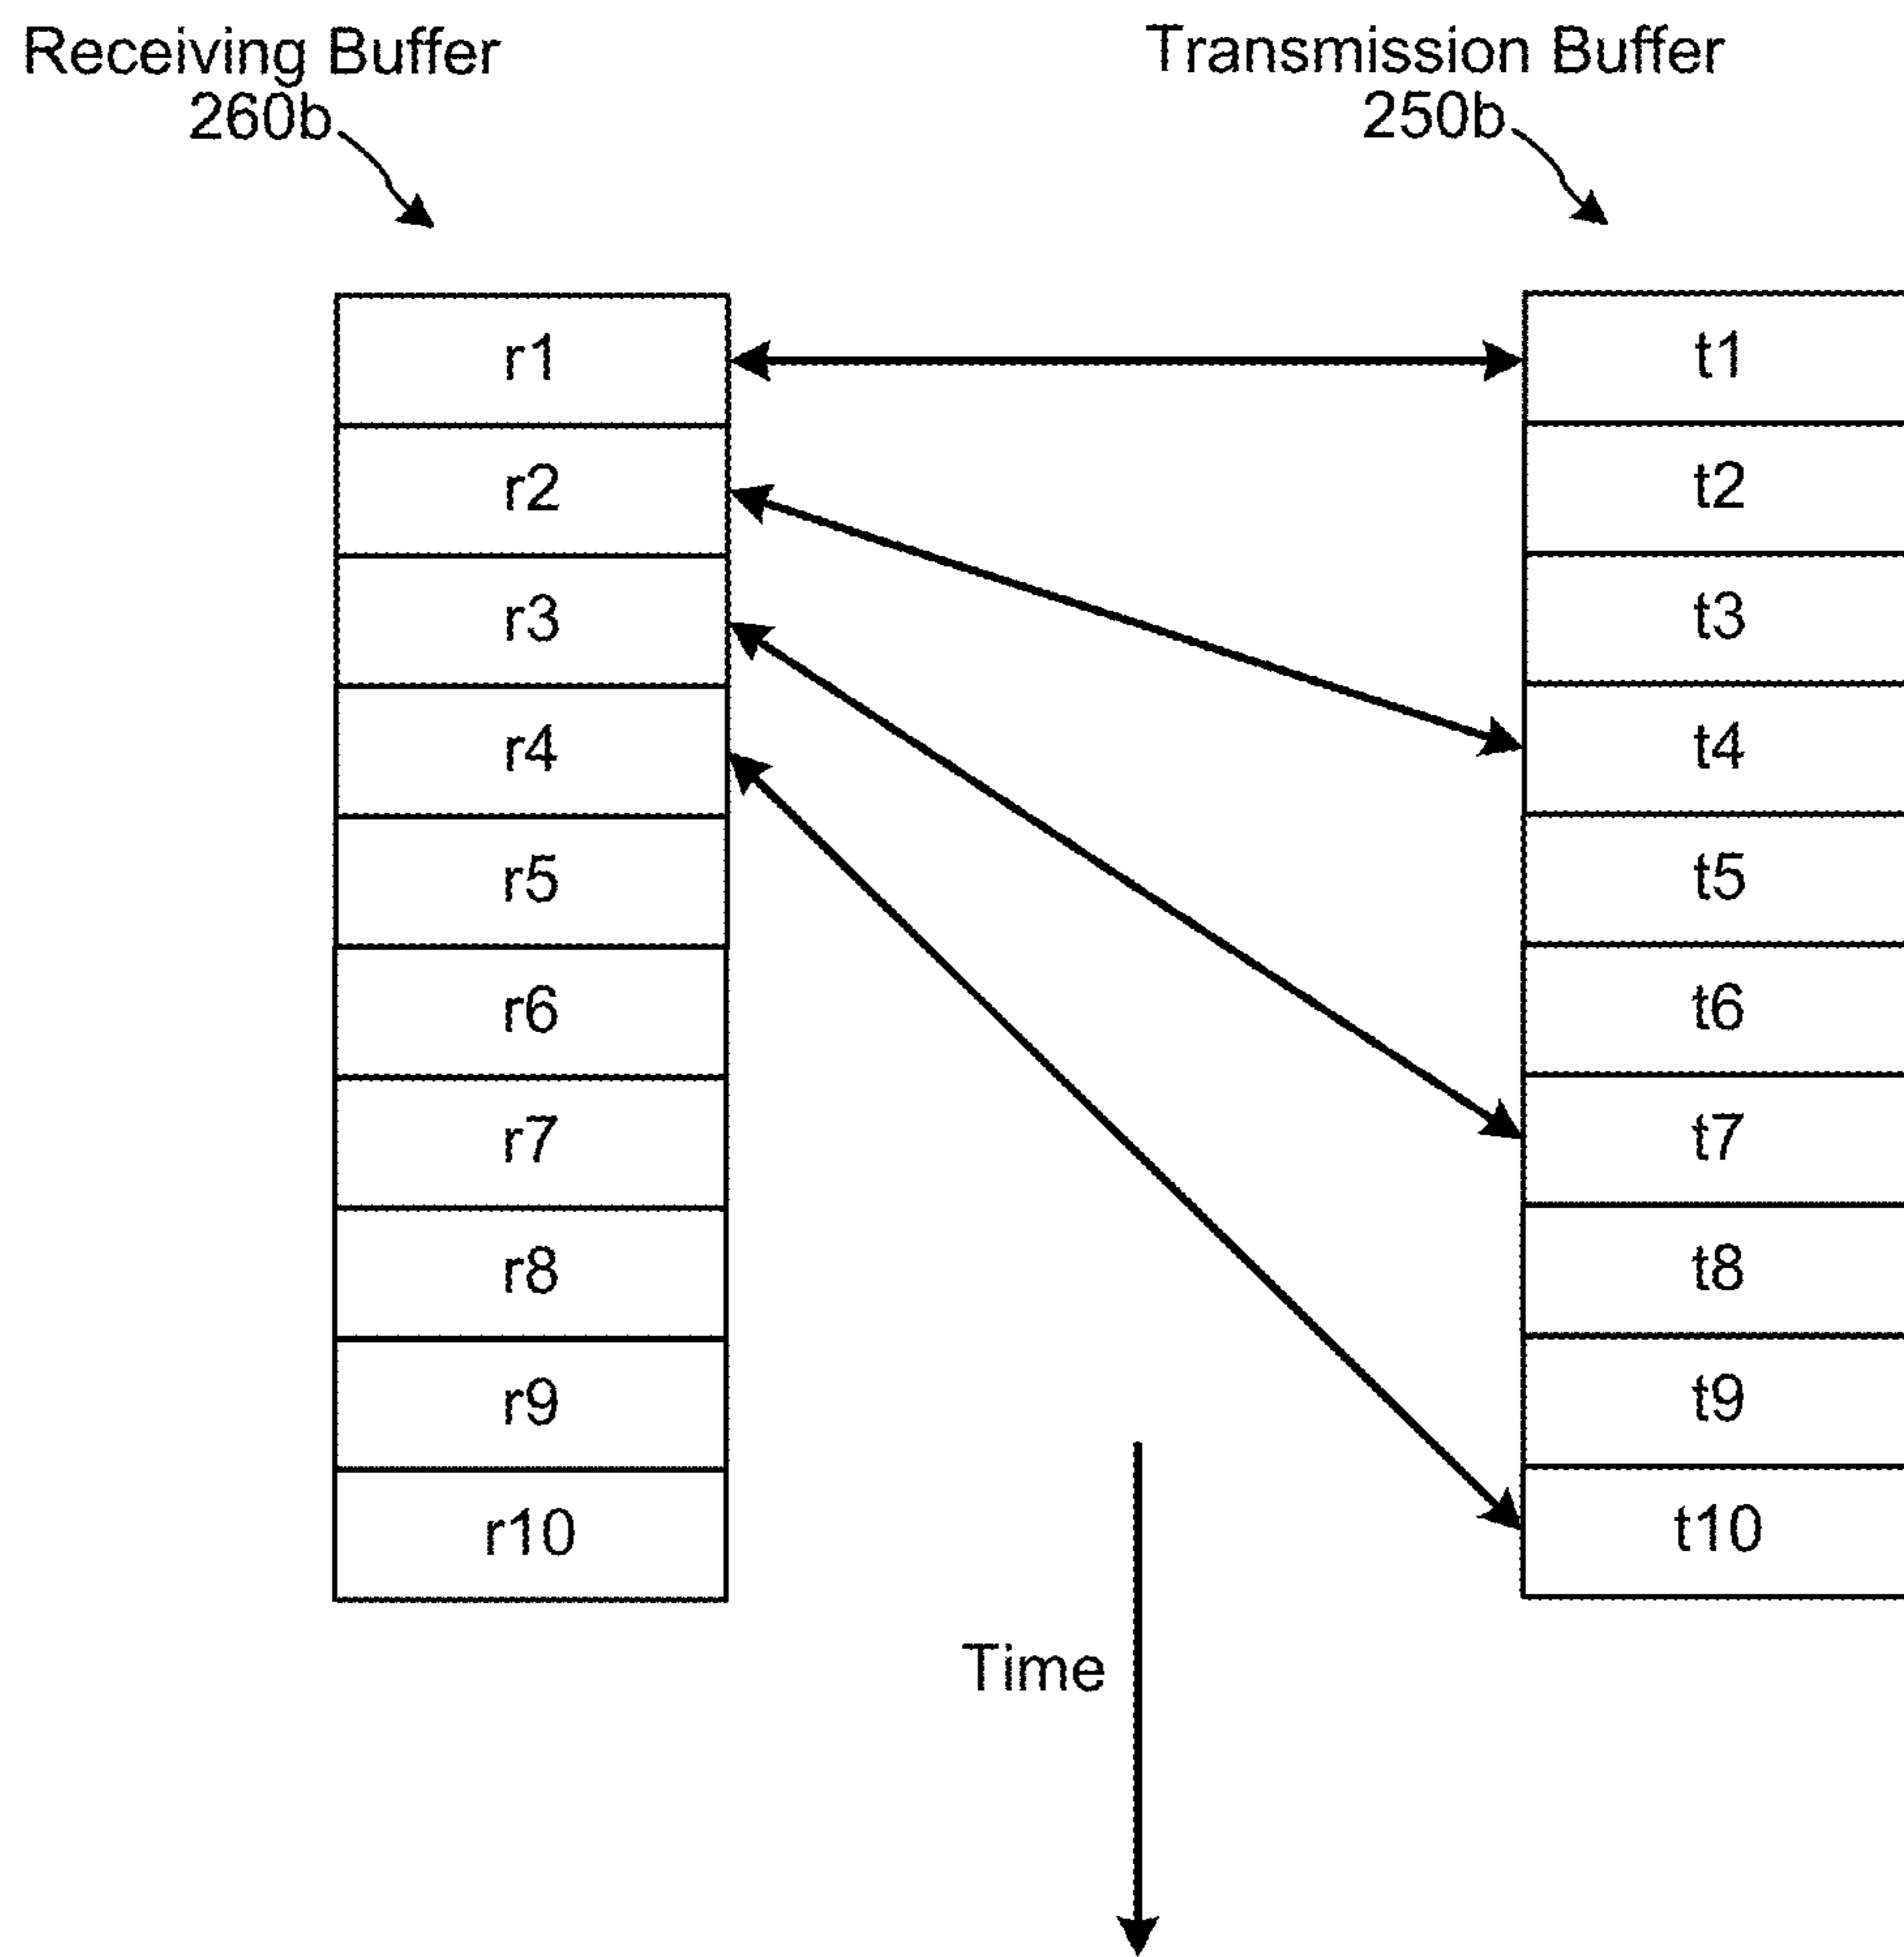 Receiving Buffer
260b
Transmission Buffer
250b
r1
r2
r3
r4
r5
r6
r7
r8
r9
r10
t1
t2
t3
t4
t5
t6
t7
t8
t9
t10
Time